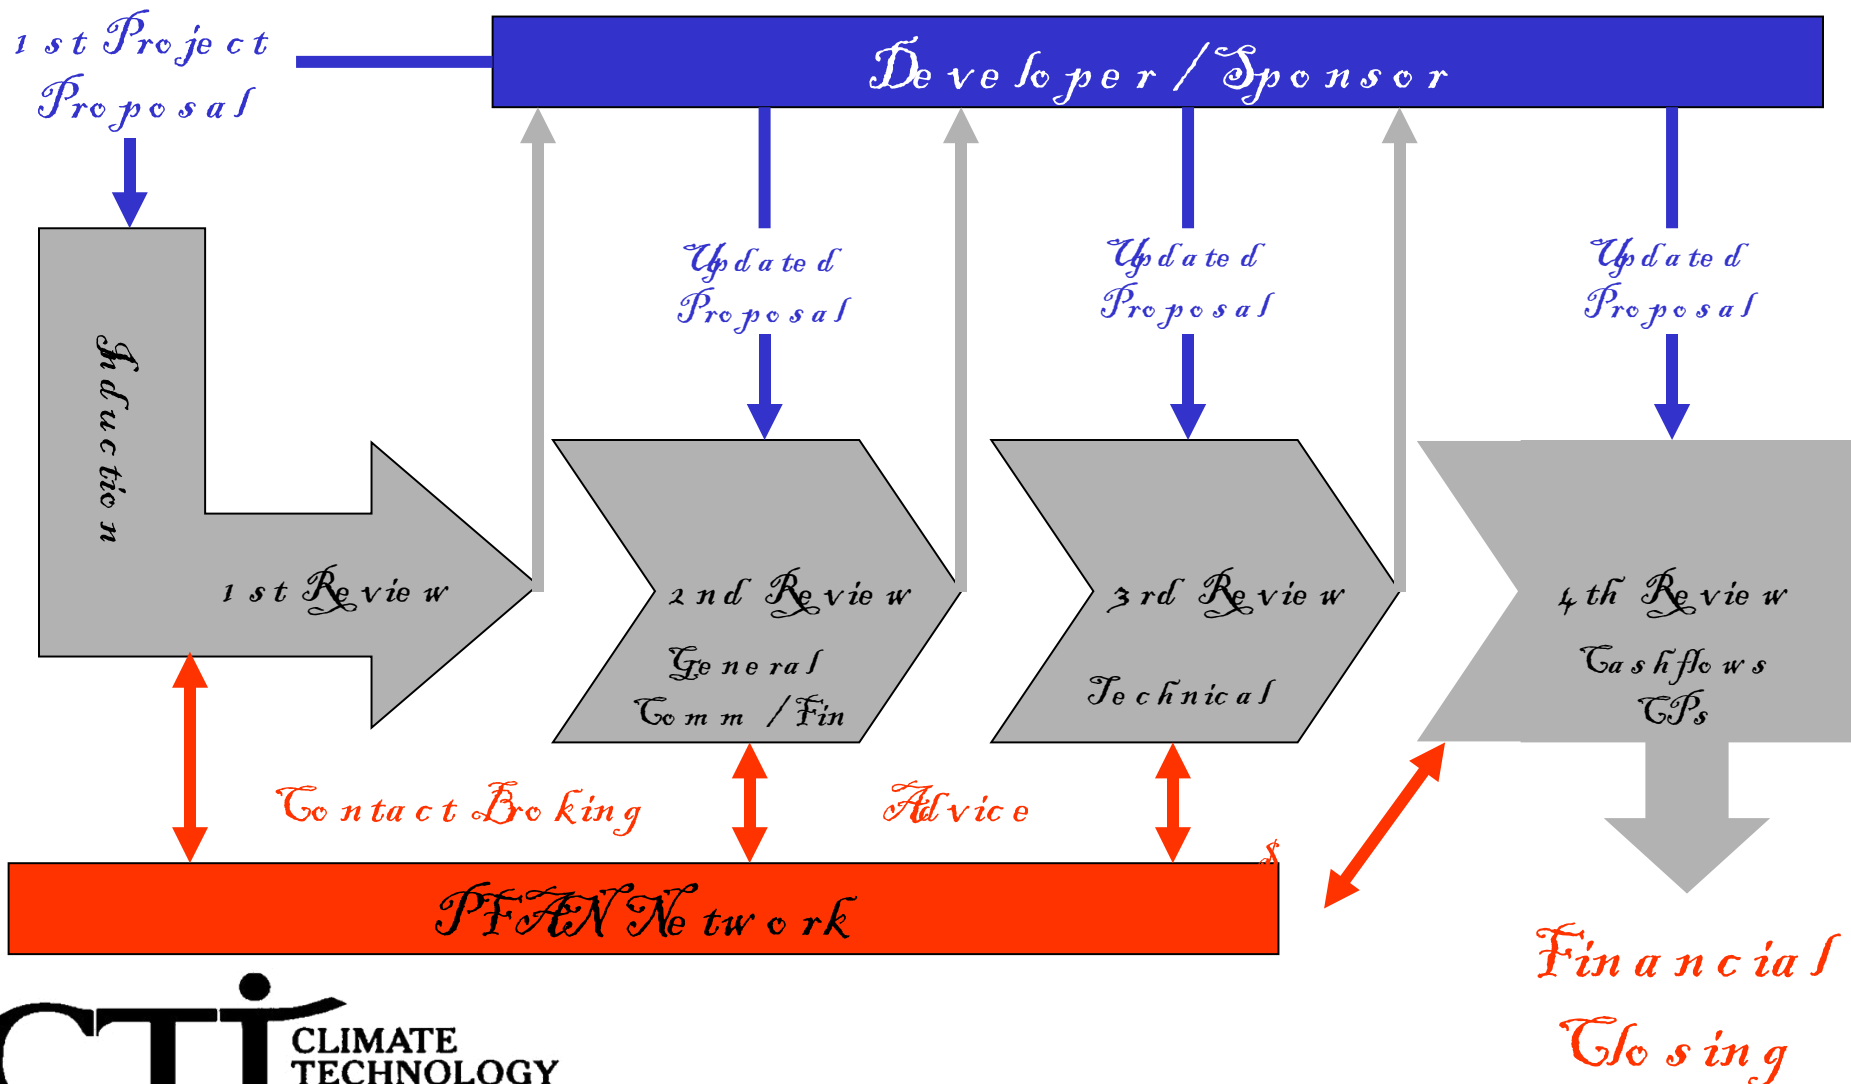 1st Project
Proposal
Developer/Sponsor
Updated
Proposal
Updated
Proposal
Updated
Proposal
Induction
1st Review
2nd Review
General
Comm /Fin
3rd Review
Technical
4th Review
Cashflows
CPs
Contact Broking
Advice
$
PFAN Network
Financial
Closing
CTI
CLIMATE
TECHNOLOGY